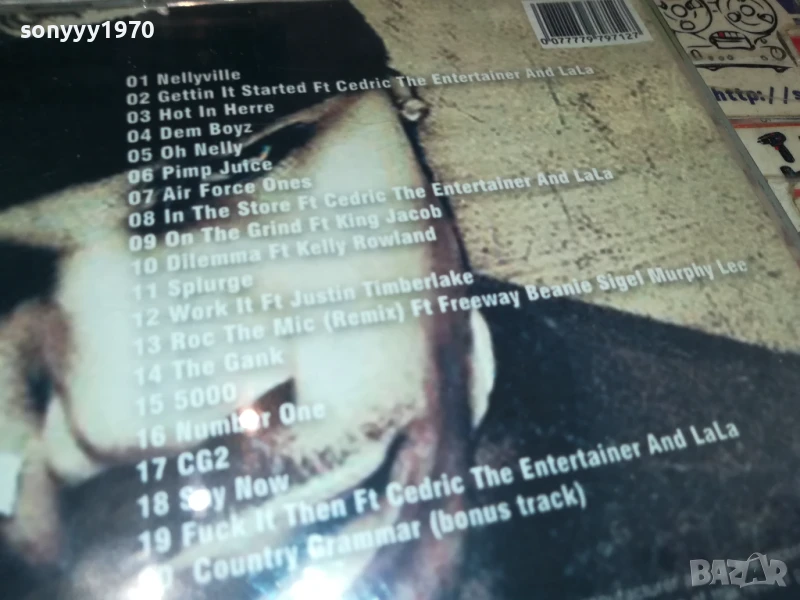 sonyyy1970
0 077779 797127
http://s
01 Nellyville
02 Gettin It Started Ft Cedric The Entertainer And LaLa
03 Hot In Herre
04 Dem Boyz
05 Oh Nelly
06 Pimp Juice
07 Air Force Ones
08 In The Store Ft Cedric The Entertainer And LaLa
09 On The Grind Ft King Jacob
10 Dilemma Ft Kelly Rowland
11 Splurge
12 Work It Ft Justin Timberlake
13 Roc The Mic (Remix) Ft Freeway Beanie Sigel Murphy Lee
14 The Gank
15 5000
16 Number One
17 CG2
18 Say Now
19 Fuck It Then Ft Cedric The Entertainer And LaLa
Country Grammar (bonus track)
BAZAR